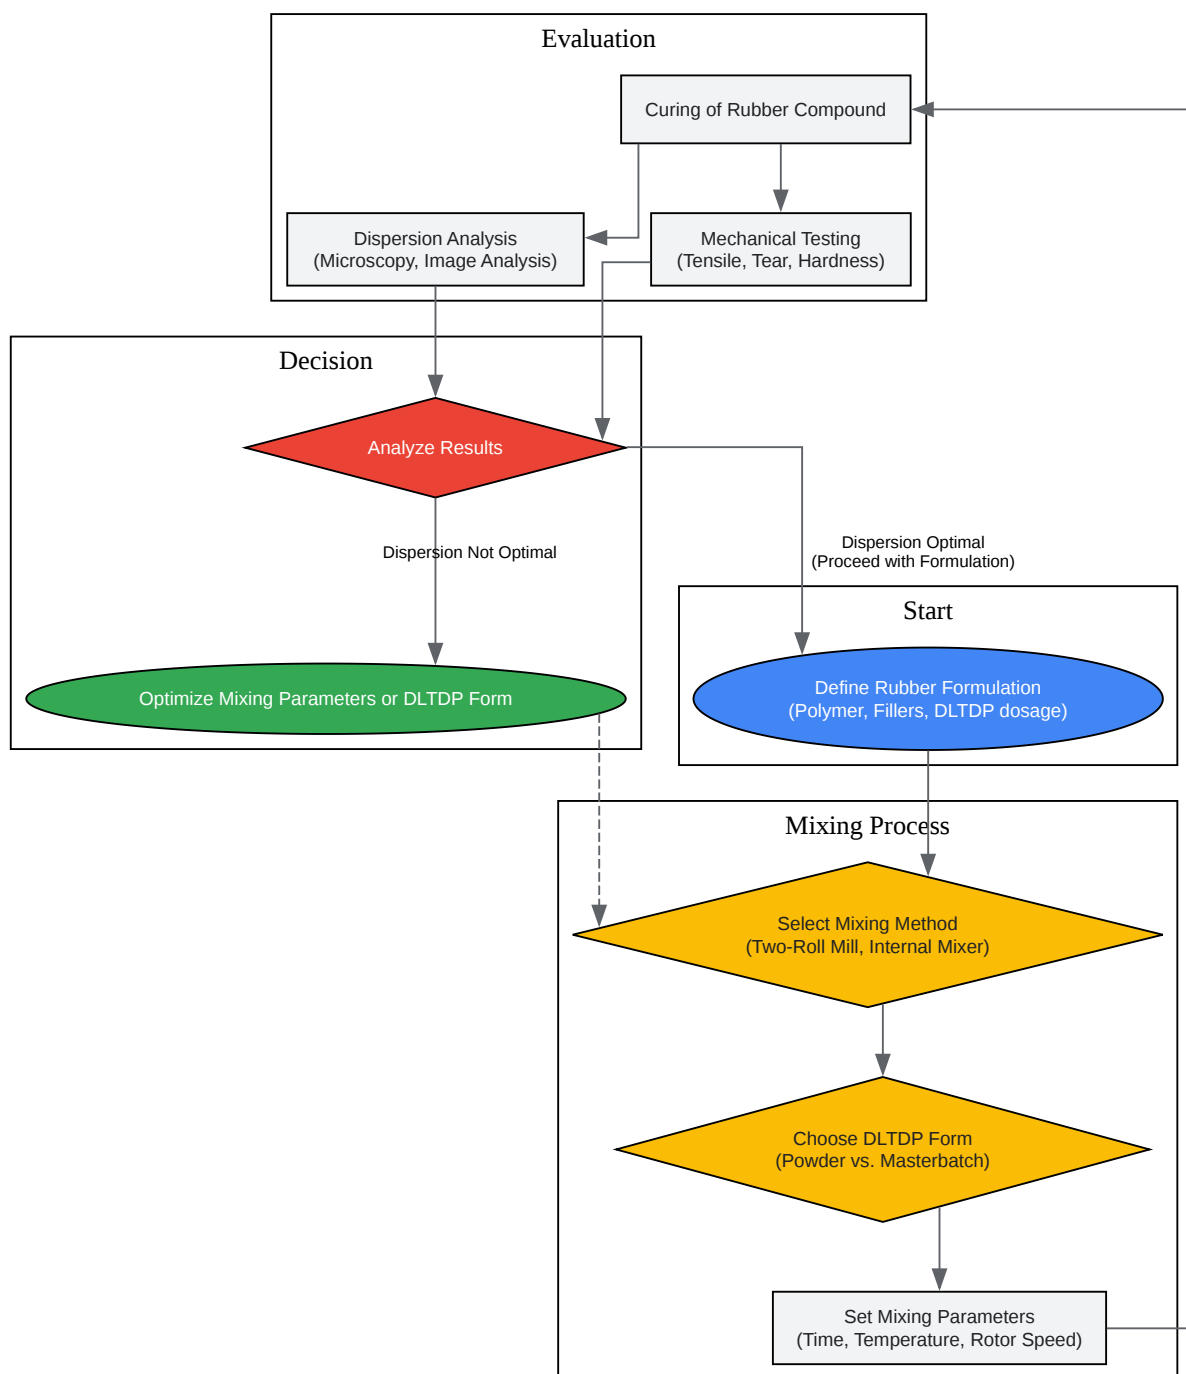 Evaluation
Curing of Rubber Compound
Dispersion Analysis
(Microscopy, Image Analysis)
Mechanical Testing
(Tensile, Tear, Hardness)
Decision
Analyze Results
Dispersion Not Optimal
Dispersion Optimal
(Proceed with Formulation)
Start
Optimize Mixing Parameters or DLTDP Form
Define Rubber Formulation
(Polymer, Fillers, DLTDP dosage)
Mixing Process
Select Mixing Method
(Two-Roll Mill, Internal Mixer)
Choose DLTDP Form
(Powder vs. Masterbatch)
Set Mixing Parameters
(Time, Temperature, Rotor Speed)